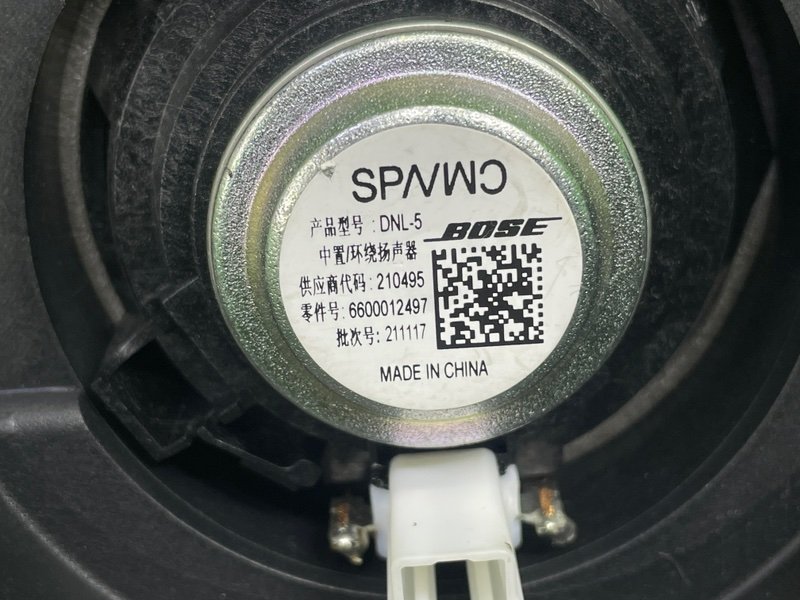 SPNVMO
产品型号：DNL-5
BOSE
中置/环绕扬声器
供应商代码：210495
零件号：6600012497
批次号：211117
MADE IN CHINA